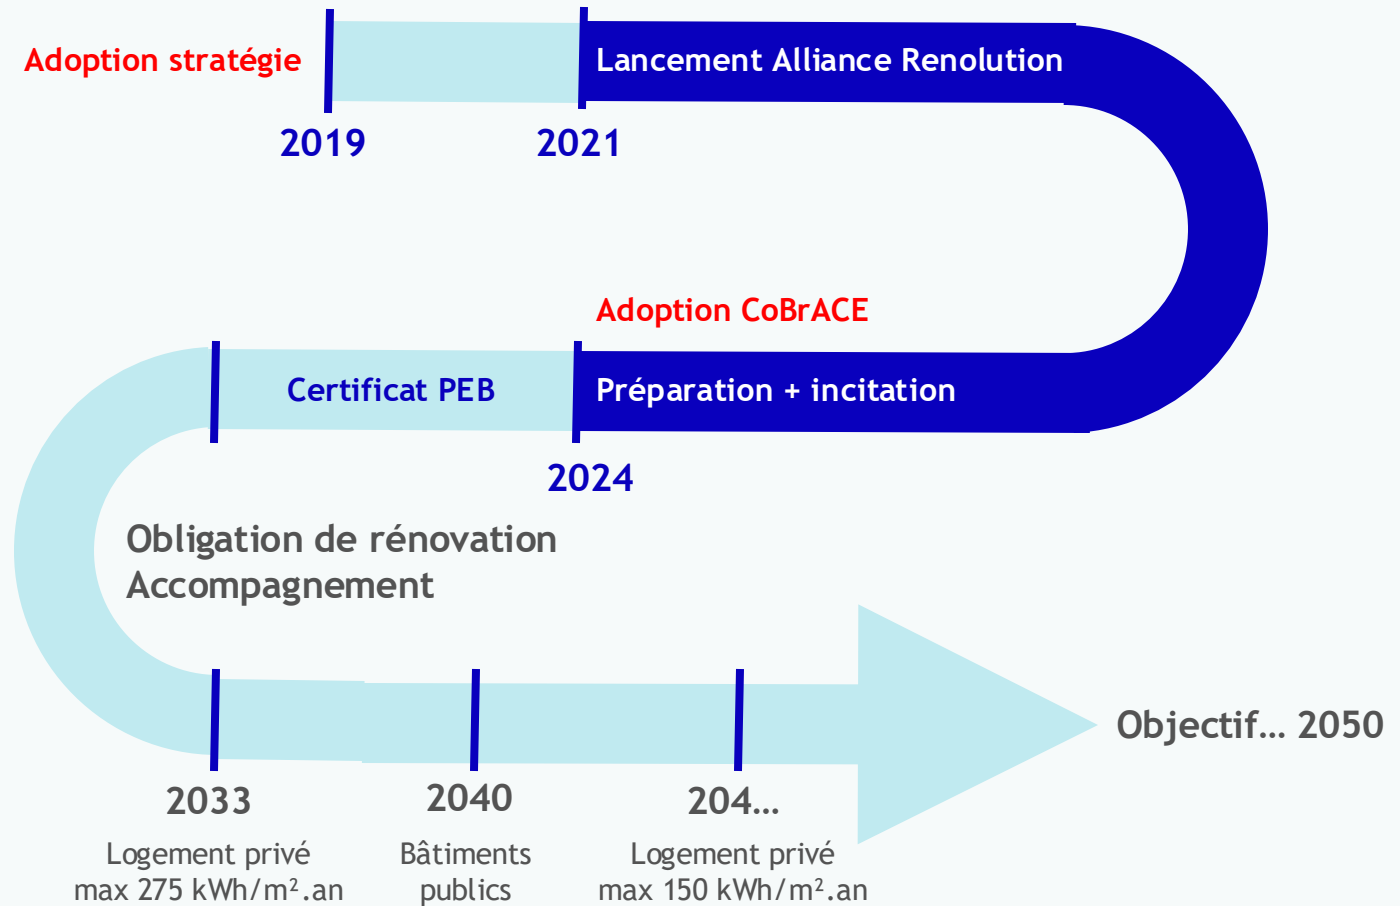 Adoption stratégie
Lancement Alliance Renolution
2019
2021
Adoption CoBrACE
Certificat PEB
Préparation + incitation
2024
Obligation de rénovation
Accompagnement
Objectif... 2050
2033
2040
204...
Logement privé
max 275 kWh/m².an
Bâtiments
publics
Logement privé
max 150 kWh/m².an